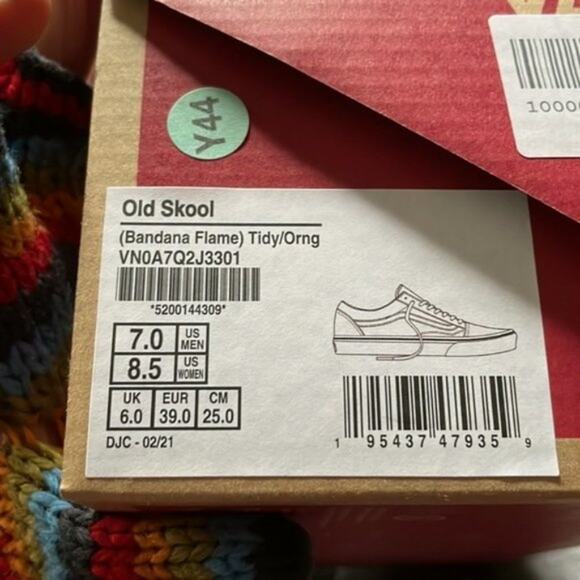 Y44
1000
Old Skool
(Bandana Flame) Tidy/Orng
VN0A7Q2J3301
*5200144309*
7.0 US MEN
8.5 US WOMEN
UK 6.0 EUR 39.0 CM 25.0
DJC - 02/21
1 95437 47935 9